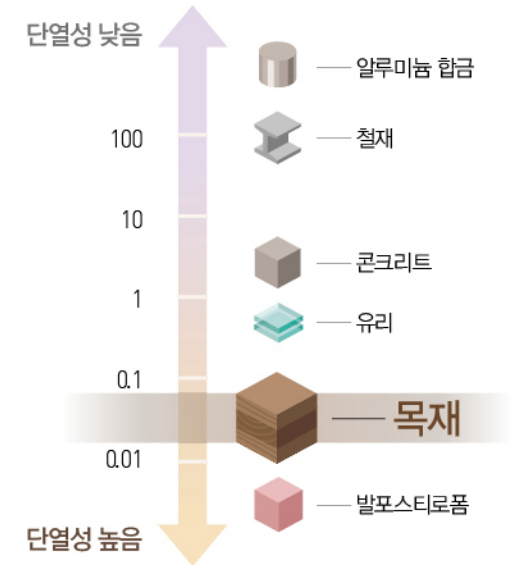 단열성 낮음
알루미늄 합금
100
철재
10
콘크리트
1
유리
0.1
목재
0.01
발포스티로폼
단열성 높음